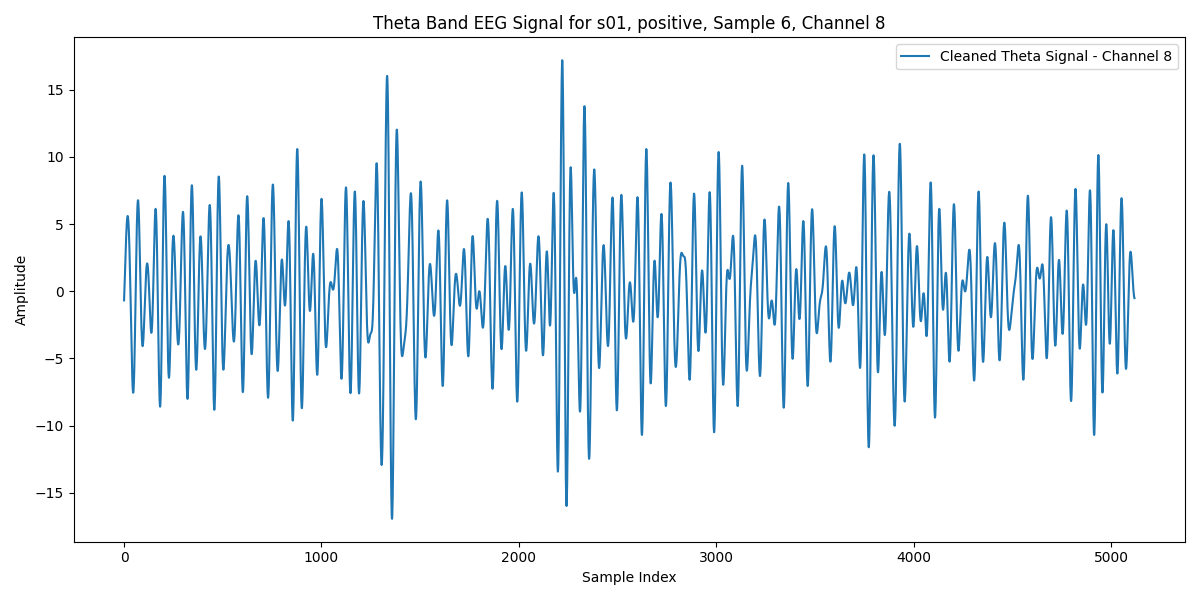 Theta Band EEG Signal for s01, positive, Sample 6, Channel 8
Cleaned Theta Signal - Channel 8
Amplitude
15
10
5
0
−5
−10
−15
0 1000 2000 3000 4000 5000
Sample Index